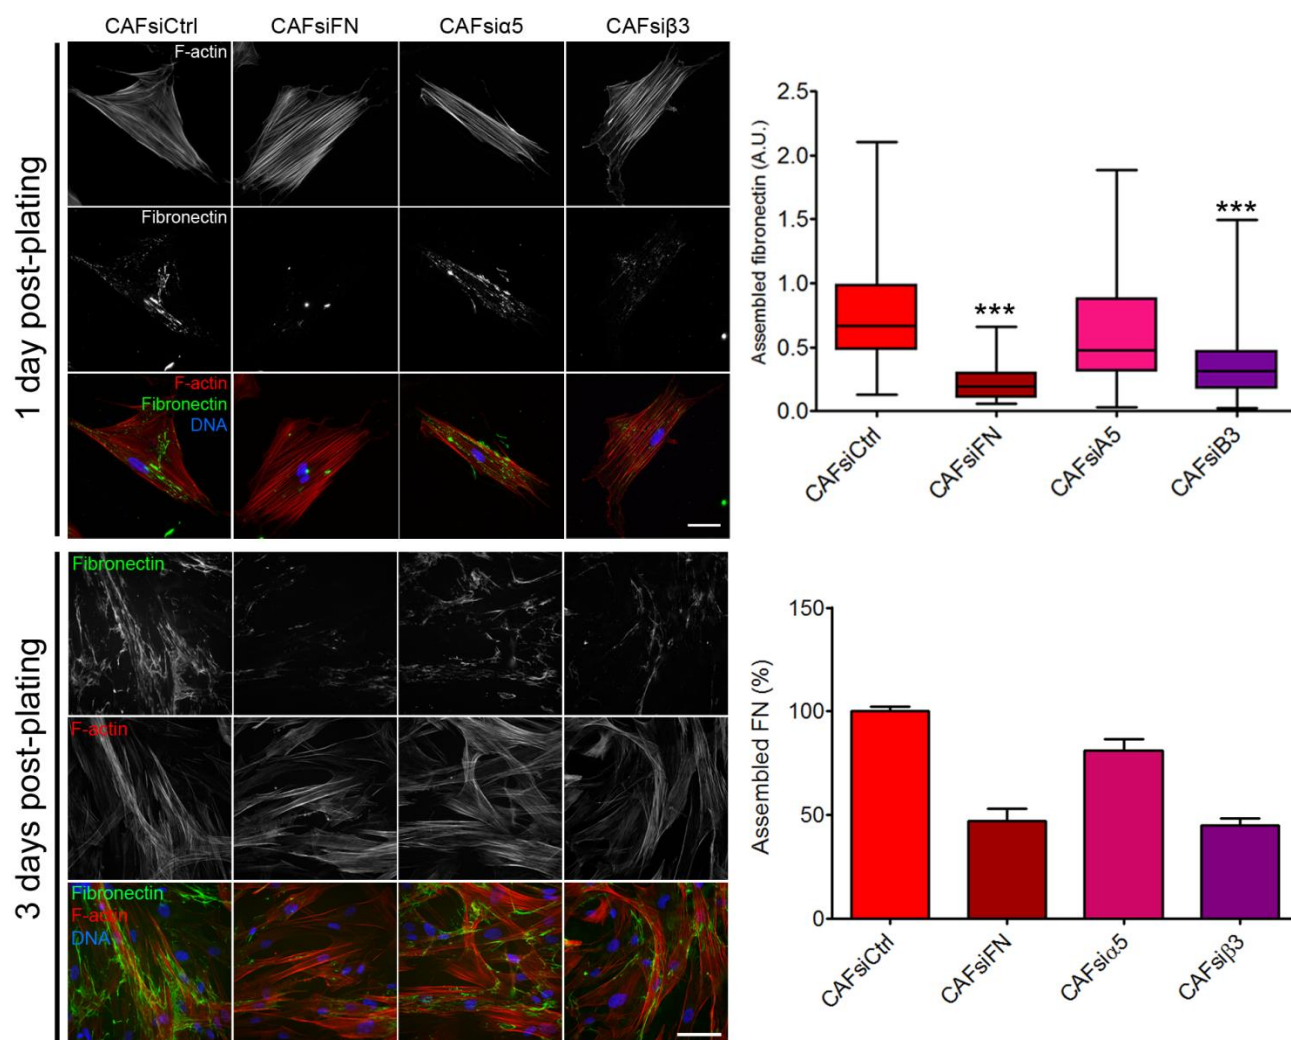 CAFsiCtrl CAFsiFN CAFsiα5 CAFsiβ3
1 day post-plating
F-actin
Fibronectin
F-actin
Fibronectin
DNA
2.5
2.0
1.5
1.0
0.5
0.0
Assembled fibronectin (A.U.)
***
***
CAFsiCtrl
CAFsiFN
CAFsiA5
CAFsiB3
3 days post-plating
Fibronectin
F-actin
Fibronectin
F-actin
DNA
150
100
50
0
Assembled FN (%)
CAFsiCtrl
CAFsiFN
CAFsiα5
CAFsiβ3